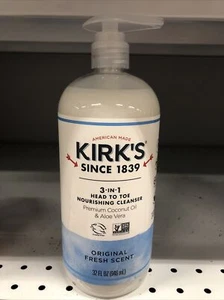 AMERICAN MADE
KIRK'S
SINCE 1839
3-IN-1
HEAD TO TOE
NOURISHING CLEANSER
Premium Coconut Oil
& Aloe Vera
ORIGINAL
FRESH SCENT
32 FL OZ (946 mL)